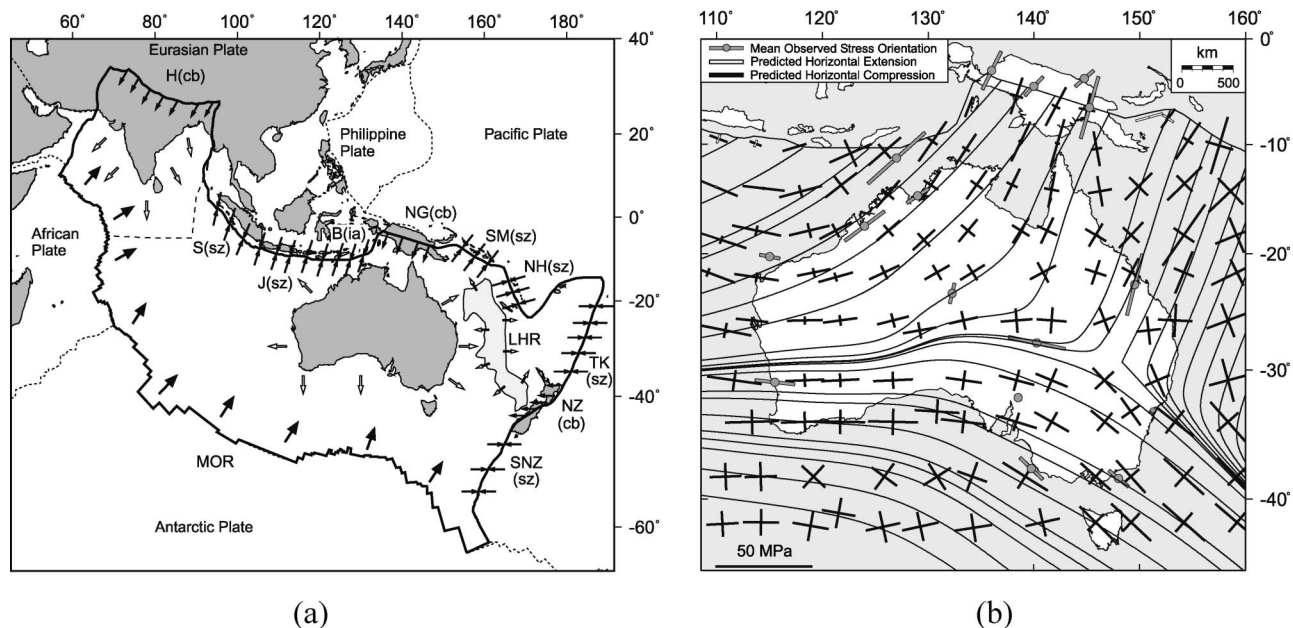 80 100 120 140 160 180
40°
Eurasian Plate
H(cb)
Philippine
Plate
Pacific Plate
20°
African
Plate
0°
NG(cb)
B(ia)
SM(sz)
S(sz)
J(sz)
NH(sz)
-20°
LHR
TK
(sz)
-40°
NZ
(cb)
MOR
SNZ
(sz)
Antarctic Plate
-60°
(a)
110° 120° 130° 140° 150° 160°
0°
Mean Observed Stress Orientation
Predicted Horizontal Extension
Predicted Horizontal Compression
km
0 500
-10°
-20°
-30°
-40°
50 MPa
(b)